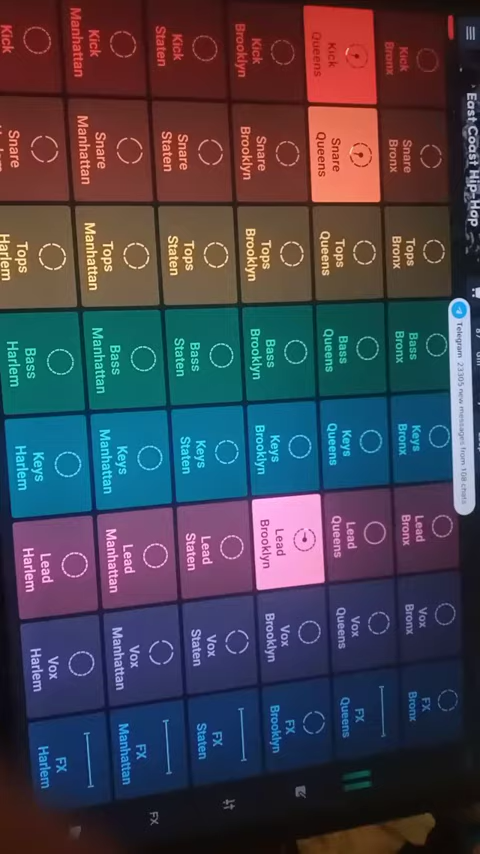 East Coast Hip-Hop
Telegram 23305 new messages from 108 chats
Kick
Bronx
Snare
Bronx
Tops
Bronx
Bass
Bronx
Keys
Bronx
Lead
Bronx
Vox
Bronx
FX
Bronx
Kick
Queens
Snare
Queens
Tops
Queens
Bass
Queens
Keys
Queens
Lead
Queens
Vox
Queens
FX
Queens
Kick
Brooklyn
Snare
Brooklyn
Tops
Brooklyn
Bass
Brooklyn
Keys
Brooklyn
Lead
Brooklyn
Vox
Brooklyn
FX
Brooklyn
Kick
Staten
Snare
Staten
Tops
Staten
Bass
Staten
Keys
Staten
Lead
Staten
Vox
Staten
FX
Staten
Kick
Manhattan
Snare
Manhattan
Tops
Manhattan
Bass
Manhattan
Keys
Manhattan
Lead
Manhattan
Vox
Manhattan
FX
Manhattan
Kick
Snare
Tops
Harlem
Bass
Harlem
Keys
Harlem
Lead
Harlem
Vox
Harlem
FX
Harlem
FX